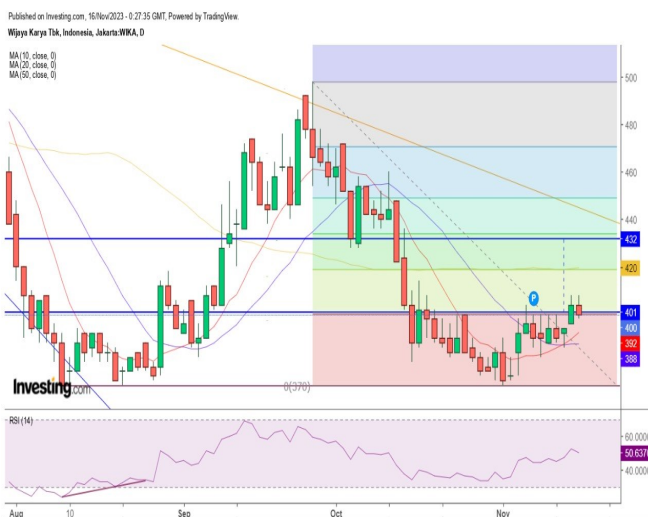 Published on Investing.com, 16/Nov/2023 - 0:27:35 GMT, Powered by TradingView.
Wijaya Karya Tbk, Indonesia, Jakarta:WIKA, D
MA (10, close, 0)
MA (20, close, 0)
MA (50, close, 0)
500
480
460
440
432
420
401
400
392
388
P
0(370)
Investing.com
RSI (14)
60.0000
50.6370
40.0000
Aug
10
Sep
Oct
Nov